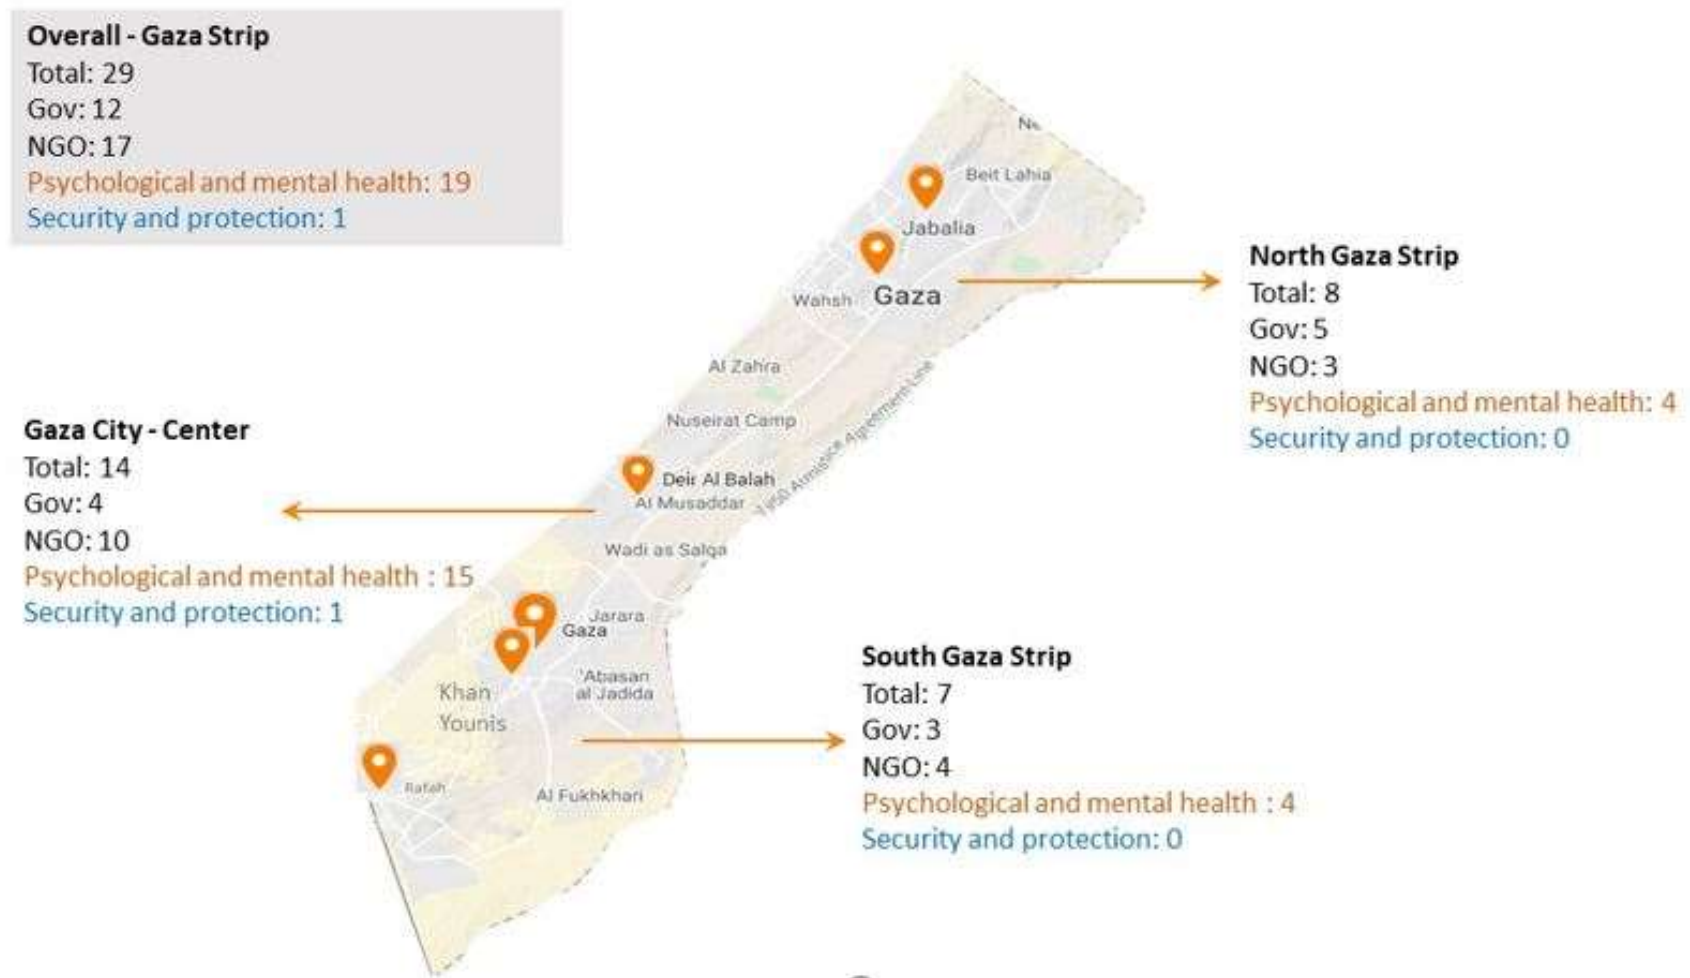 Overall - Gaza Strip
Total: 29
Gov: 12
NGO: 17
Psychological and mental health: 19
Security and protection: 1
Beit Lahia
Jabalia
Wahsh
Gaza
North Gaza Strip
Total: 8
Gov: 5
NGO: 3
Psychological and mental health: 4
Security and protection: 0
Al Zahra
Nuseirat Camp
1950 Armistice Agreement Line
Gaza City - Center
Total: 14
Gov: 4
NGO: 10
Psychological and mental health : 15
Security and protection: 1
Deir Al Balah
Al Musaddar
Wadi as Salqa
Jarara
Gaza
'Abasan
al Jadida
Khan
Younis
South Gaza Strip
Total: 7
Gov: 3
NGO: 4
Psychological and mental health : 4
Security and protection: 0
Rafah
Al Fukhkhari